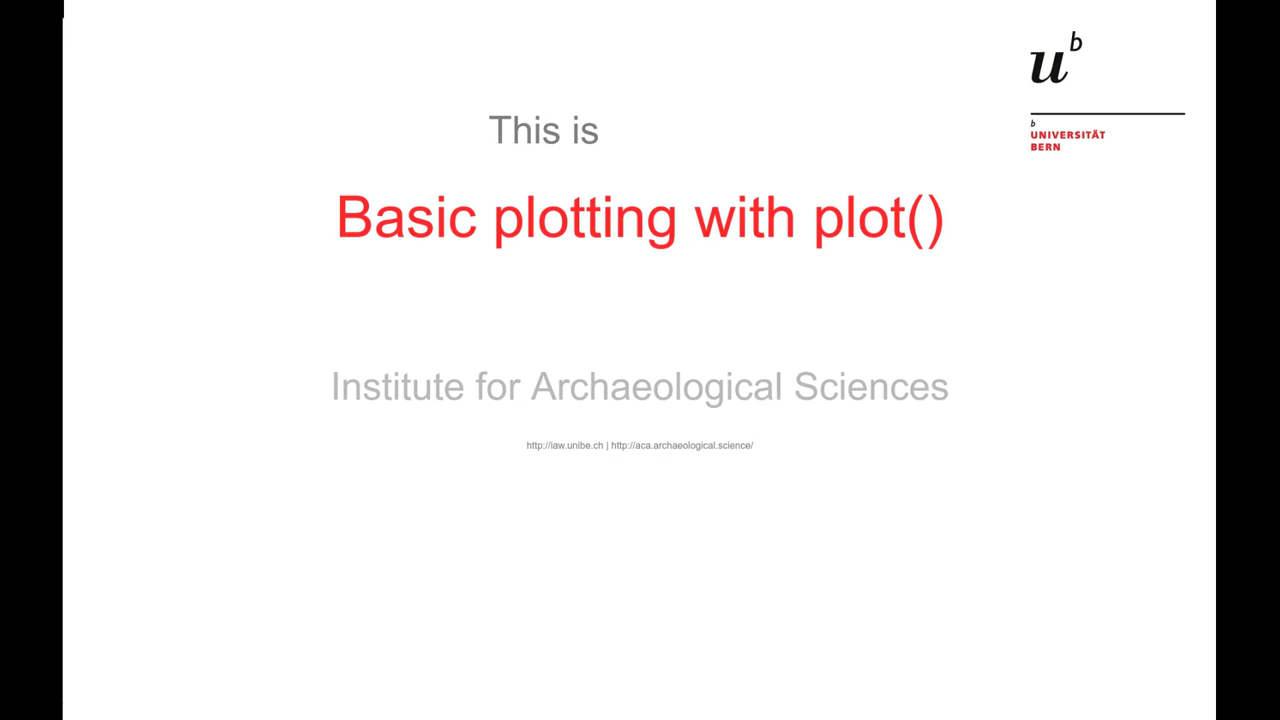 u^b
This is
b
UNIVERSITÄT
BERN
Basic plotting with plot()
Institute for Archaeological Sciences
http://iaw.unibe.ch | http://aca.archaeological.science/